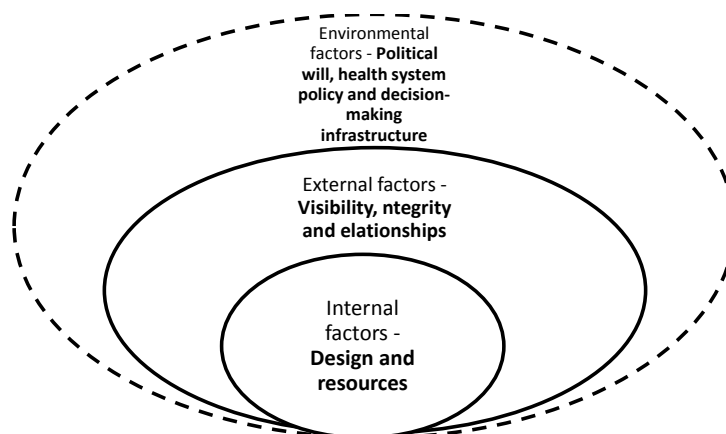 Environmental
factors - Political
will, health system
policy and decision-
making
infrastructure
External factors -
Visibility, ntegrity
and elationships
Internal
factors -
Design and
resources